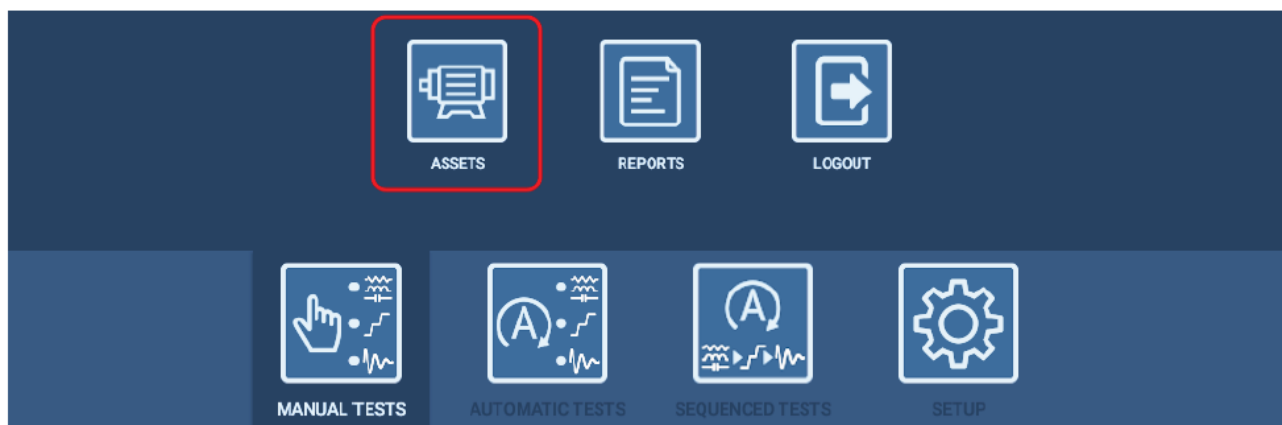 ASSETS REPORTS LOGOUT
A A
MANUAL TESTS AUTOMATIC TESTS SEQUENCED TESTS SETUP